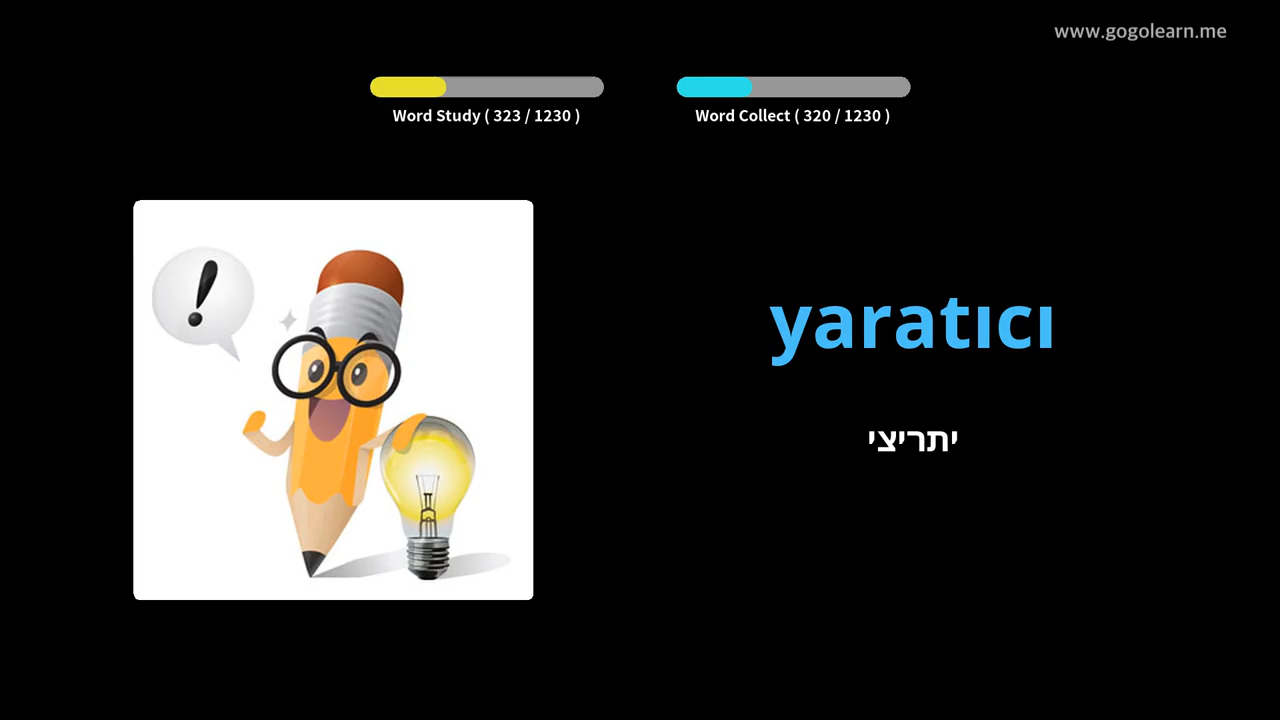 www.gogolearn.me
Word Study ( 323 / 1230 )
Word Collect ( 320 / 1230 )
!
yaratıcı
יתריצי